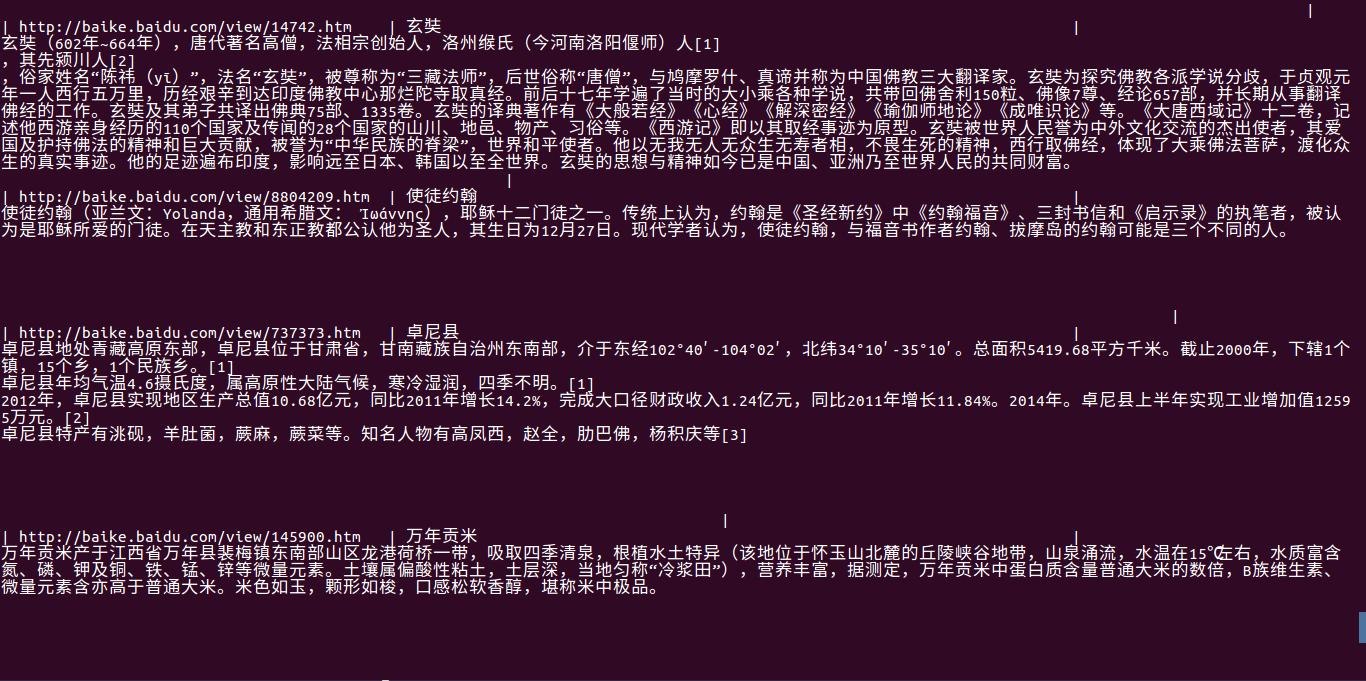 |
| http://baike.baidu.com/view/14742.htm | 玄奘 |
玄奘（602年~664年），唐代著名高僧，法相宗创始人，洛州缑氏（今河南洛阳偃师）人[1]
，其先颍川人[2]
，俗家姓名“陈祎（yī）”，法名“玄奘”，被尊称为“三藏法师”，后世俗称“唐僧”，与鸠摩罗什、真谛并称为中国佛教三大翻译家。玄奘为探究佛教各派学说分歧，于贞观元
年一人西行五万里，历经艰辛到达印度佛教中心那烂陀寺取真经。前后十七年学遍了当时的大小乘各种学说，共带回佛舍利150粒、佛像7尊、经论657部，并长期从事翻译
佛经的工作。玄奘及其弟子共译出佛典75部、1335卷。玄奘的译典著作有《大般若经》《心经》《解深密经》《瑜伽师地论》《成唯识论》等。《大唐西域记》十二卷，记
述他西游亲身经历的110个国家及传闻的28个国家的山川、地邑、物产、习俗等。《西游记》即以其取经事迹为原型。玄奘被世界人民誉为中外文化交流的杰出使者，其爱
国及护持佛法的精神和巨大贡献，被誉为“中华民族的脊梁”，世界和平使者。他以无我无人无众生无寿者相，不畏生死的精神，西行取佛经，体现了大乘佛法菩萨，渡化众
生的真实事迹。他的足迹遍布印度，影响远至日本、韩国以至全世界。玄奘的思想与精神如今已是中国、亚洲乃至世界人民的共同财富。
|
| http://baike.baidu.com/view/8804209.htm | 使徒约翰 |
使徒约翰（亚兰文：Yolanda，通用希腊文： Ἰωάννης），耶稣十二门徒之一。传统上认为，约翰是《圣经新约》中《约翰福音》、三封书信和《启示录》的执笔者，被认
为是耶稣所爱的门徒。在天主教和东正教都公认他为圣人，其生日为12月27日。现代学者认为，使徒约翰，与福音书作者约翰、拔摩岛的约翰可能是三个不同的人。
|
| http://baike.baidu.com/view/737373.htm | 卓尼县 |
卓尼县地处青藏高原东部，卓尼县位于甘肃省，甘南藏族自治州东南部，介于东经102°40′-104°02′，北纬34°10′-35°10′。总面积5419.68平方千米。截止2000年，下辖1个
镇，15个乡，1个民族乡。[1]
卓尼县年均气温4.6摄氏度，属高原性大陆气候，寒冷湿润，四季不明。[1]
2012年，卓尼县实现地区生产总值10.68亿元，同比2011年增长14.2%，完成大口径财政收入1.24亿元，同比2011年增长11.84%。2014年。卓尼县上半年实现工业增加值1259
5万元。[2]
卓尼县特产有洮砚，羊肚菌，蕨麻，蕨菜等。知名人物有高凤西，赵全，肋巴佛，杨积庆等[3]
|
| http://baike.baidu.com/view/145900.htm | 万年贡米 |
万年贡米产于江西省万年县裴梅镇东南部山区龙港荷桥一带，吸取四季清泉，根植水土特异（该地位于怀玉山北麓的丘陵峡谷地带，山泉涌流，水温在15℃左右，水质富含
氮、磷、钾及铜、铁、锰、锌等微量元素。土壤属偏酸性粘土，土层深，当地匀称“冷浆田”），营养丰富，据测定，万年贡米中蛋白质含量普通大米的数倍，B族维生素、
微量元素含亦高于普通大米。米色如玉，颗形如梭，口感松软香醇，堪称米中极品。